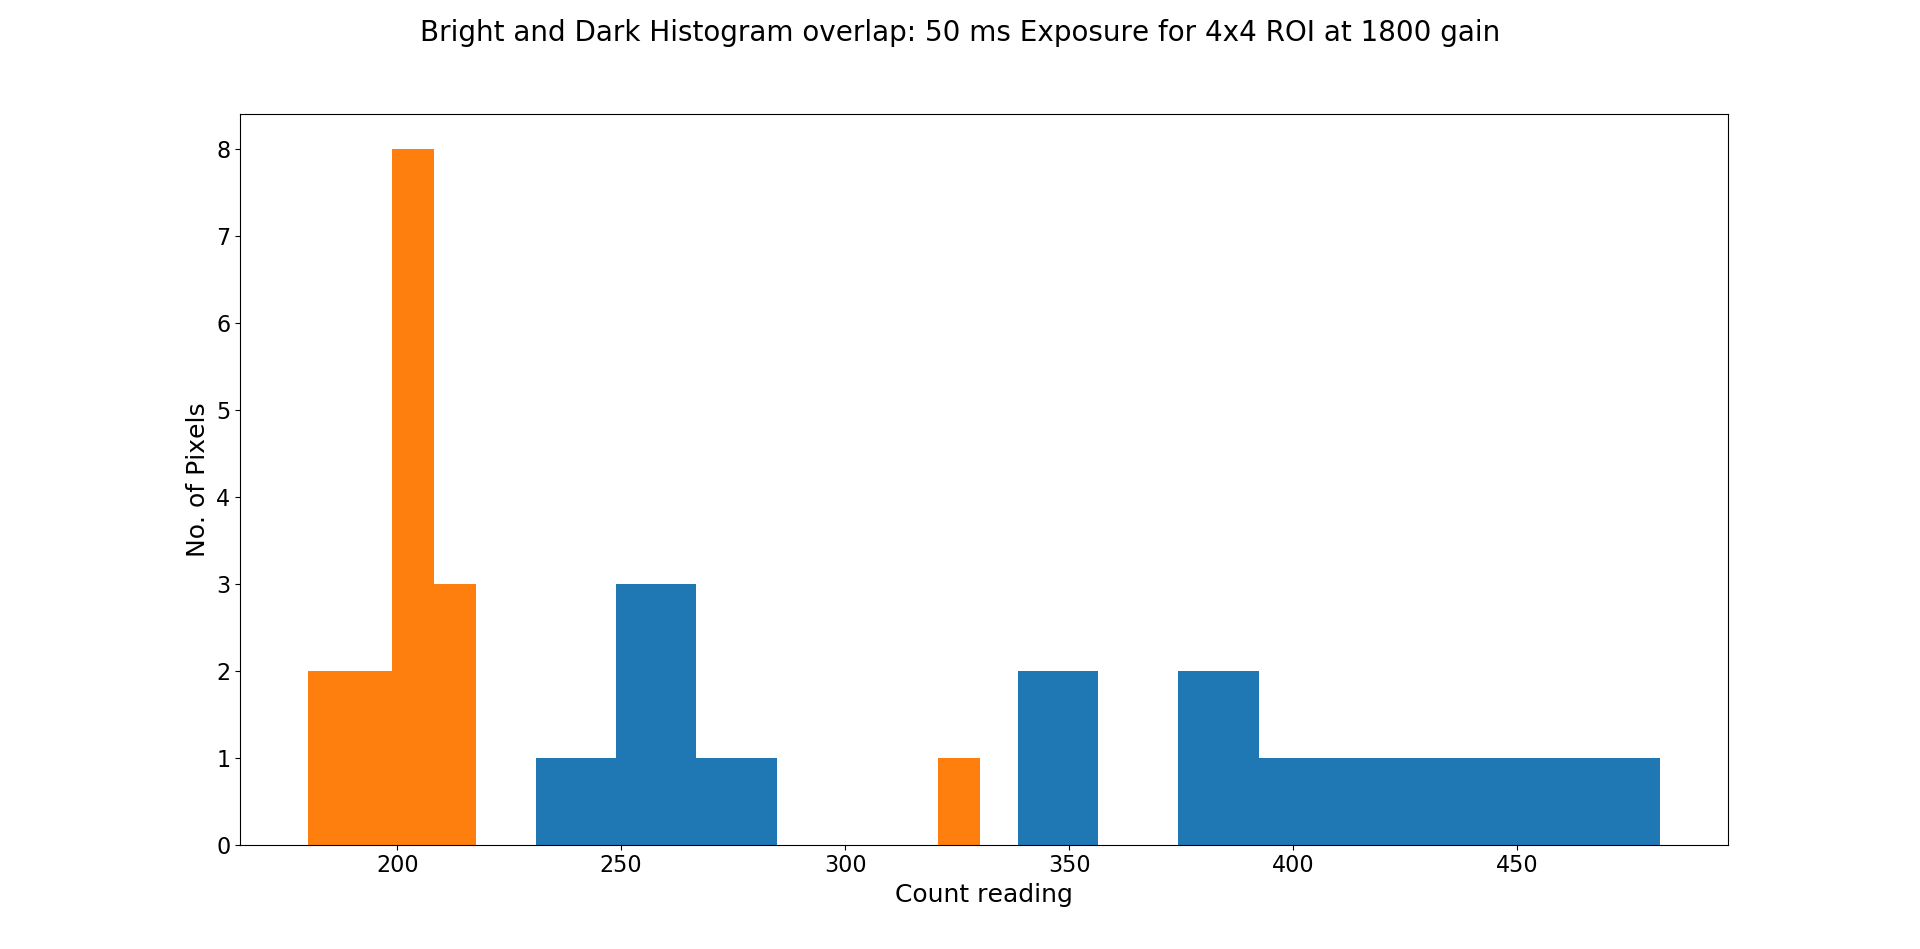 Bright and Dark Histogram overlap: 50 ms Exposure for 4x4 ROI at 1800 gain
8
7
6
5
4
3
2
1
0
No. of Pixels
200 250 300 350 400 450
Count reading